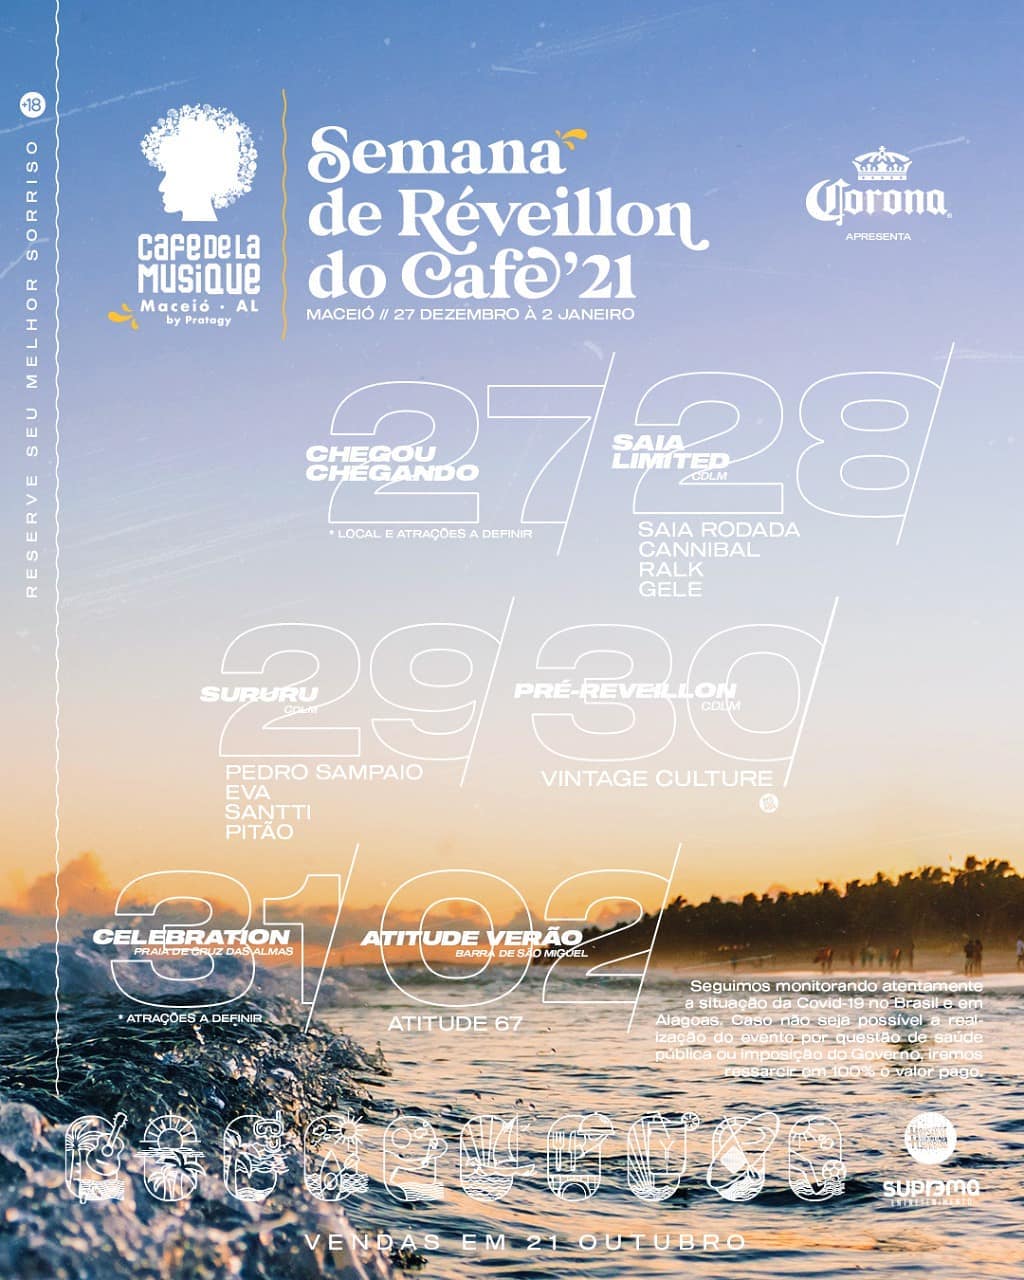 +18
RESERVE SEU MELHOR SORRISO
CAFE DE LA
MUSIQUE
Maceió · AL
by Pratagy
Semana
de Réveillon
do Café '21
MACEIÓ // 27 DEZEMBRO À 2 JANEIRO
Corona
APRESENTA
27
CHEGOU
CHEGANDO
* LOCAL E ATRAÇÕES A DEFINIR
28
SAIA
LIMITED
CDLM
SAIA RODADA
CANNIBAL
RALK
GELE
29
SURURU
CDLM
PEDRO SAMPAIO
EVA
SANTTI
PITÃO
30
PRÉ-REVEILLON
CDLM
VINTAGE CULTURE
31
CELEBRATION
PRAIA DE CRUZ DAS ALMAS
* ATRAÇÕES A DEFINIR
02
ATITUDE VERÃO
BARRA DE SÃO MIGUEL
ATITUDE 67
Seguimos monitorando atentamente
a situação da Covid-19 no Brasil e em
Alagoas. Caso não seja possível a real-
ização do evento por questão de saúde
pública ou imposição do Governo, iremos
ressarcir em 100% o valor pago.
SUPREMA
ENTRETENIMENTO
VENDAS EM 21 OUTUBRO